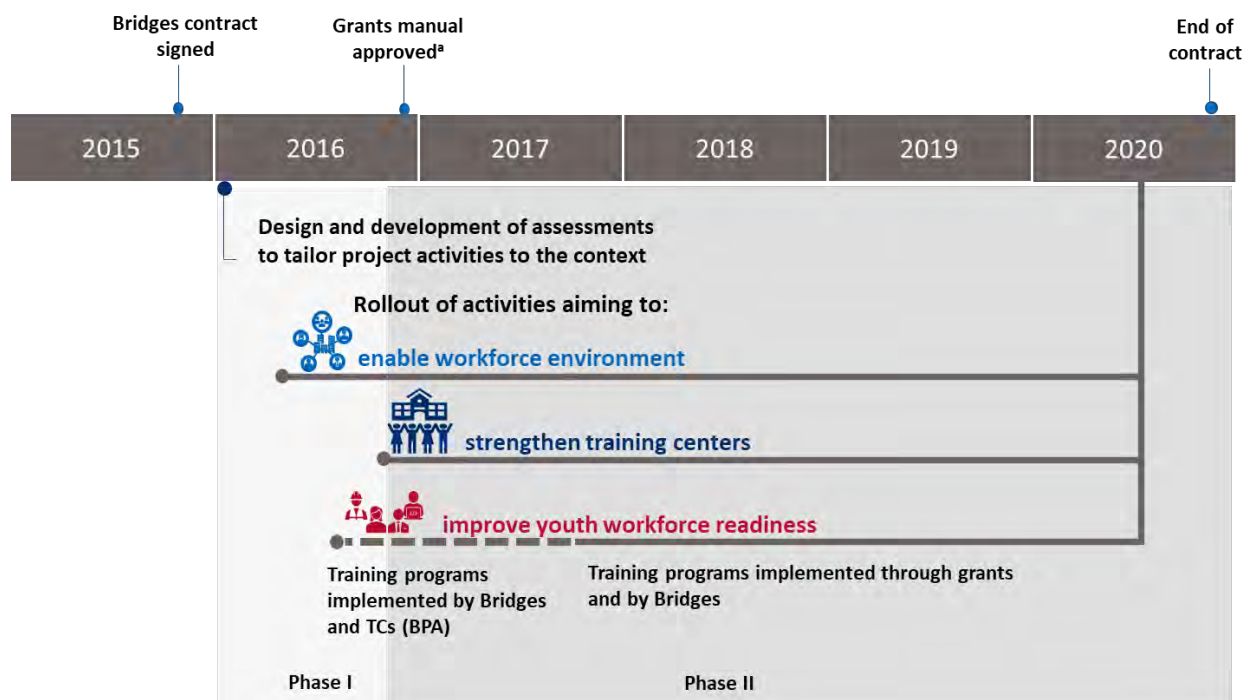 Bridges contract
signed
Grants manual
approvedª
End of
contract
2015
2016
2017
2018
2019
2020
Design and development of assessments
to tailor project activities to the context
Rollout of activities aiming to:
enable workforce environment
strengthen training centers
improve youth workforce readiness
Training programs
implemented by Bridges
and TCs (BPA)
Training programs implemented through grants
and by Bridges
Phase I
Phase II